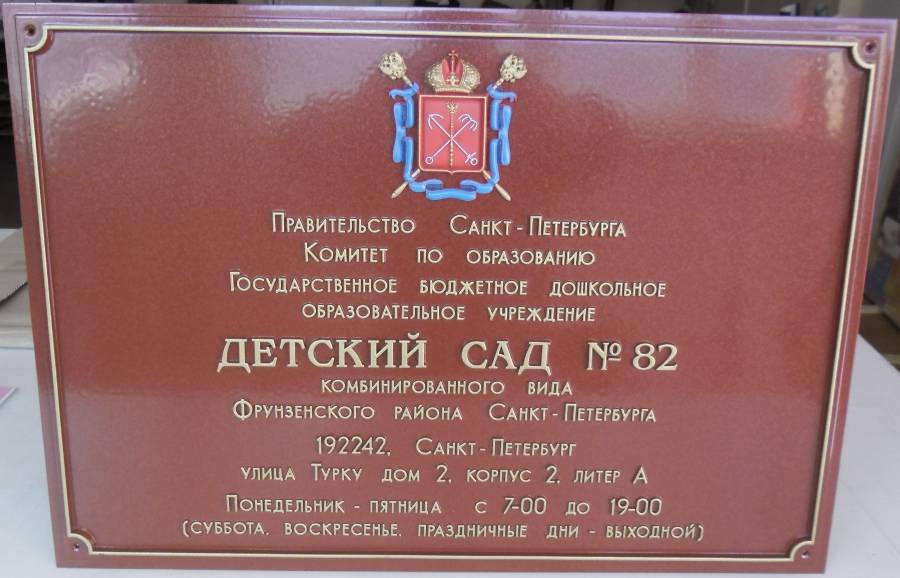 Правительство Санкт-Петербурга
Комитет по образованию
Государственное бюджетное дошкольное
образовательное учреждение
ДЕТСКИЙ САД № 82
комбинированного вида
Фрунзенского района Санкт-Петербурга
192242, Санкт-Петербург
улица Турку дом 2, корпус 2, литер А
Понедельник - пятница с 7-00 до 19-00
(суббота, воскресенье, праздничные дни - выходной)